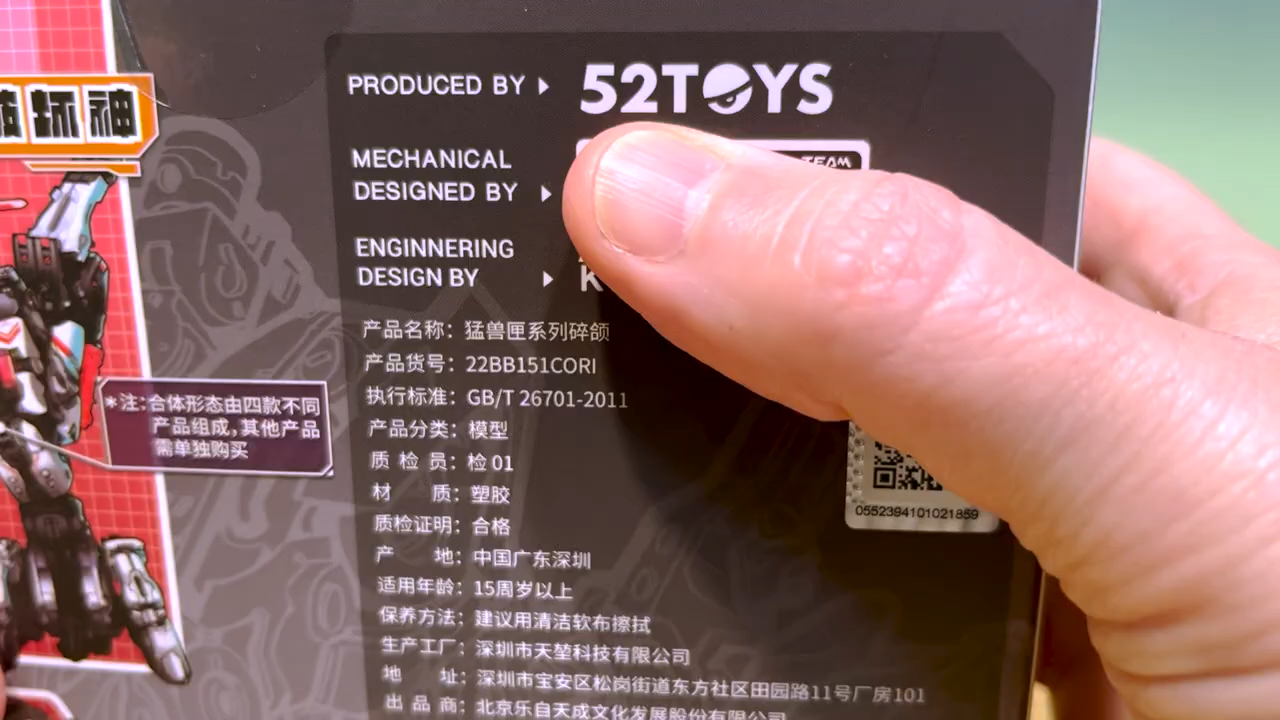 破坏神
PRODUCED BY
52TOYS
MECHANICAL
DESIGNED BY
TEAM
ENGINNERING
DESIGN BY
K
产品名称：猛兽匣系列碎颌
产品货号：22BB151CORI
执行标准：GB/T 26701-2011
产品分类：模型
质 检 员：检 01
材 质：塑胶
质检证明：合格
产 地：中国广东深圳
适用年龄：15周岁以上
保养方法：建议用清洁软布擦拭
生产工厂：深圳市天堃科技有限公司
地 址：深圳市宝安区松岗街道东方社区田园路11号厂房101
出 品 商：北京乐自天成文化发展股份有限公司
*注：合体形态由四款不同
产品组成，其他产品
需单独购买
0552394101021859